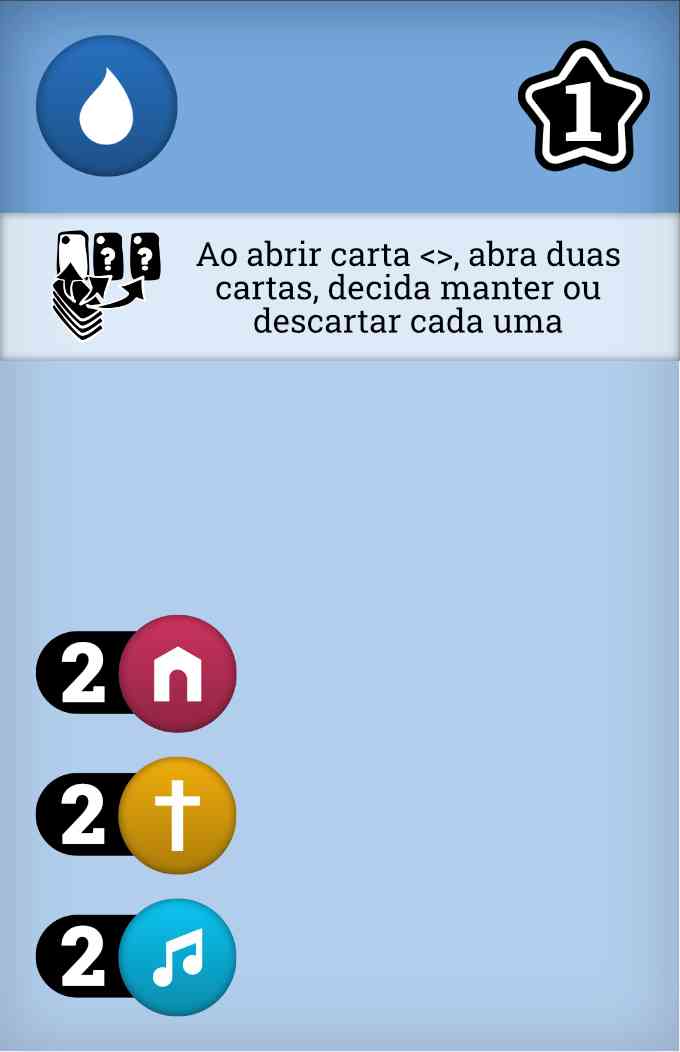 1
? ?
Ao abrir carta <>, abra duas
cartas, decida manter ou
descartar cada uma
2
2
2